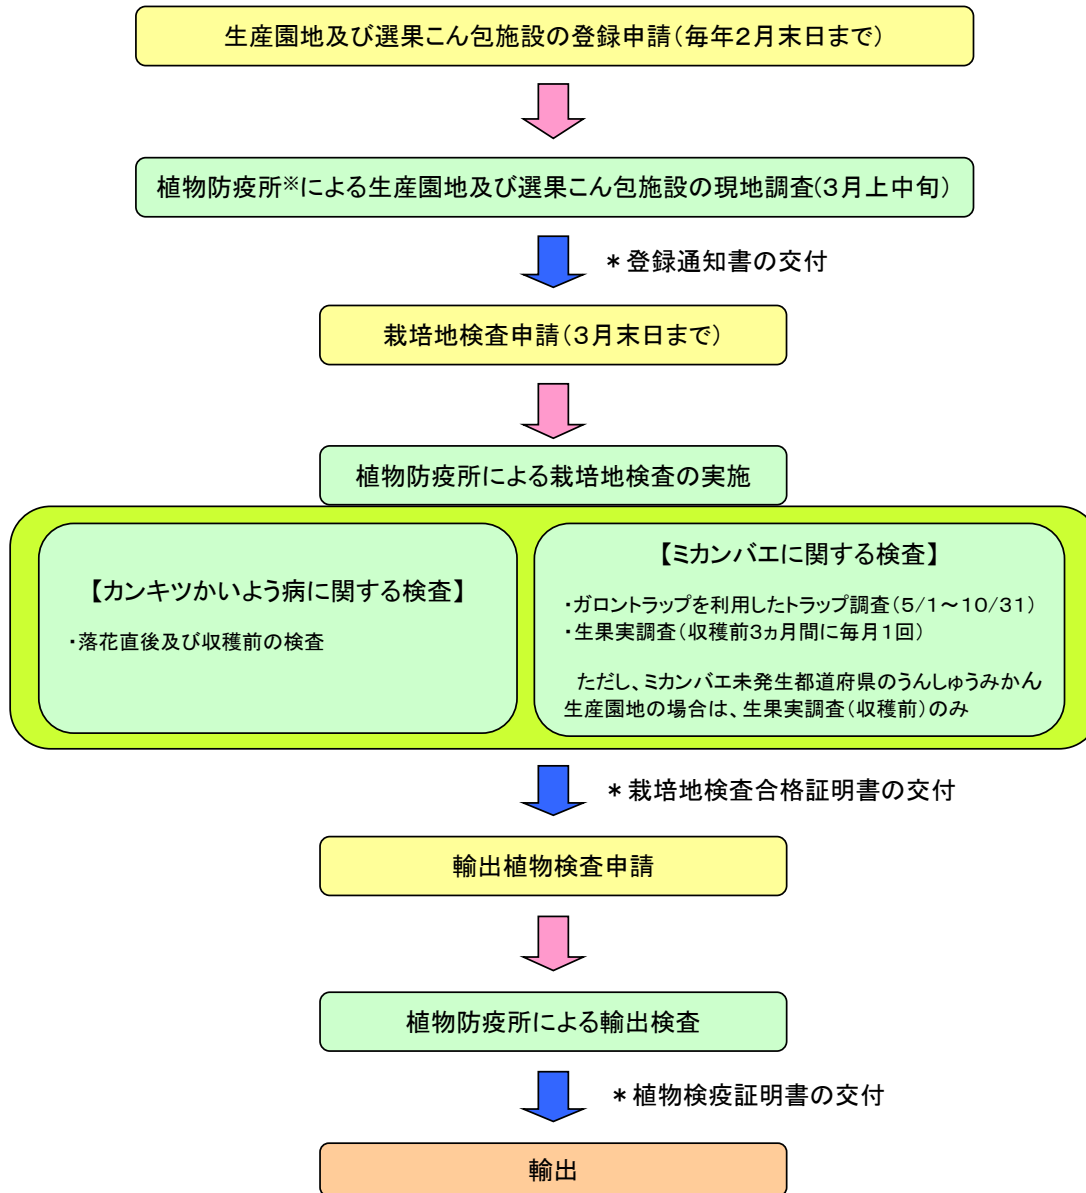 生産園地及び選果こん包施設の登録申請（毎年２月末日まで）
植物防疫所※による生産園地及び選果こん包施設の現地調査（３月上中旬）
＊登録通知書の交付
栽培地検査申請（３月末日まで）
植物防疫所による栽培地検査の実施
【カンキツかいよう病に関する検査】
・落花直後及び収穫前の検査
【ミカンバエに関する検査】
・ガロントラップを利用したトラップ調査（5/1～10/31）
・生果実調査（収穫前3ヵ月間に毎月1回）
ただし、ミカンバエ未発生都道府県のうんしゅうみかん
生産園地の場合は、生果実調査（収穫前）のみ
＊栽培地検査合格証明書の交付
輸出植物検査申請
植物防疫所による輸出検査
＊植物検疫証明書の交付
輸出